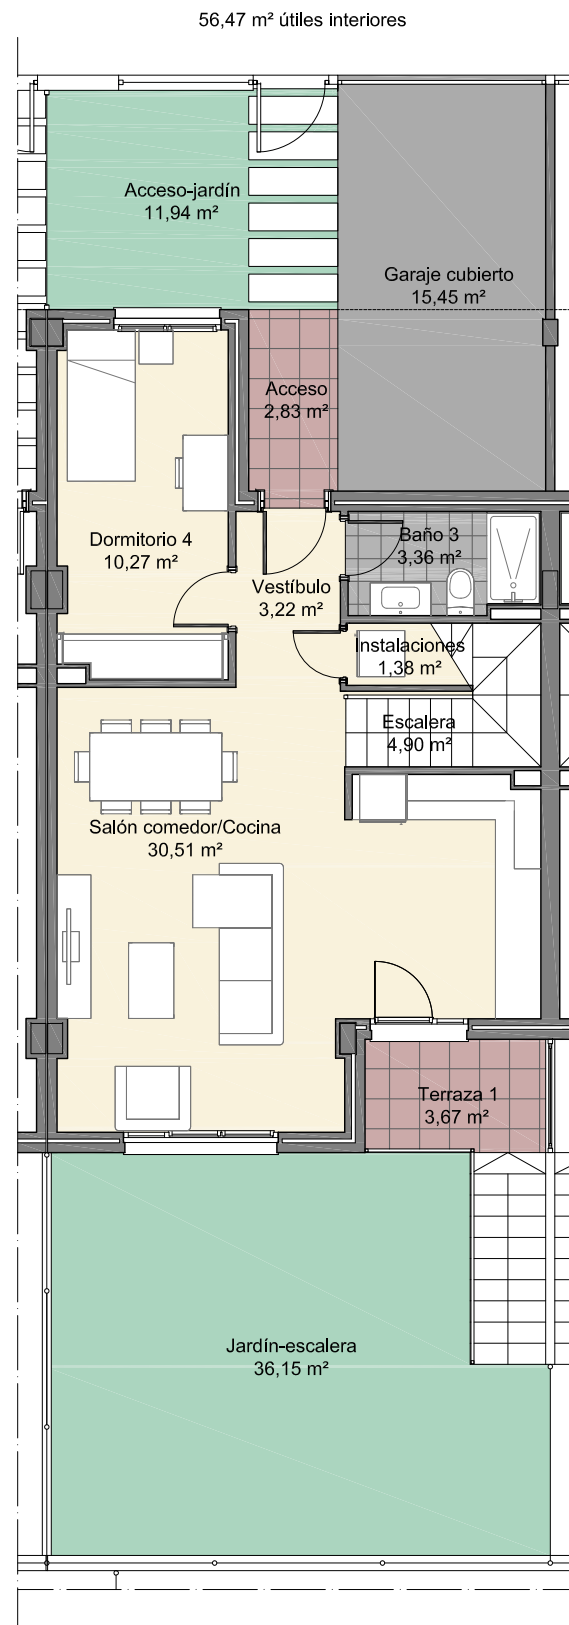 56,47 m² útiles interiores
Acceso-jardín
11,94 m²
Garaje cubierto
15,45 m²
Acceso
2,83 m²
Dormitorio 4
10,27 m²
Baño 3
3,36 m²
Vestíbulo
3,22 m²
Instalaciones
1,38 m²
Escalera
4,90 m²
Salón comedor/Cocina
30,51 m²
Terraza 1
3,67 m²
Jardín-escalera
36,15 m²